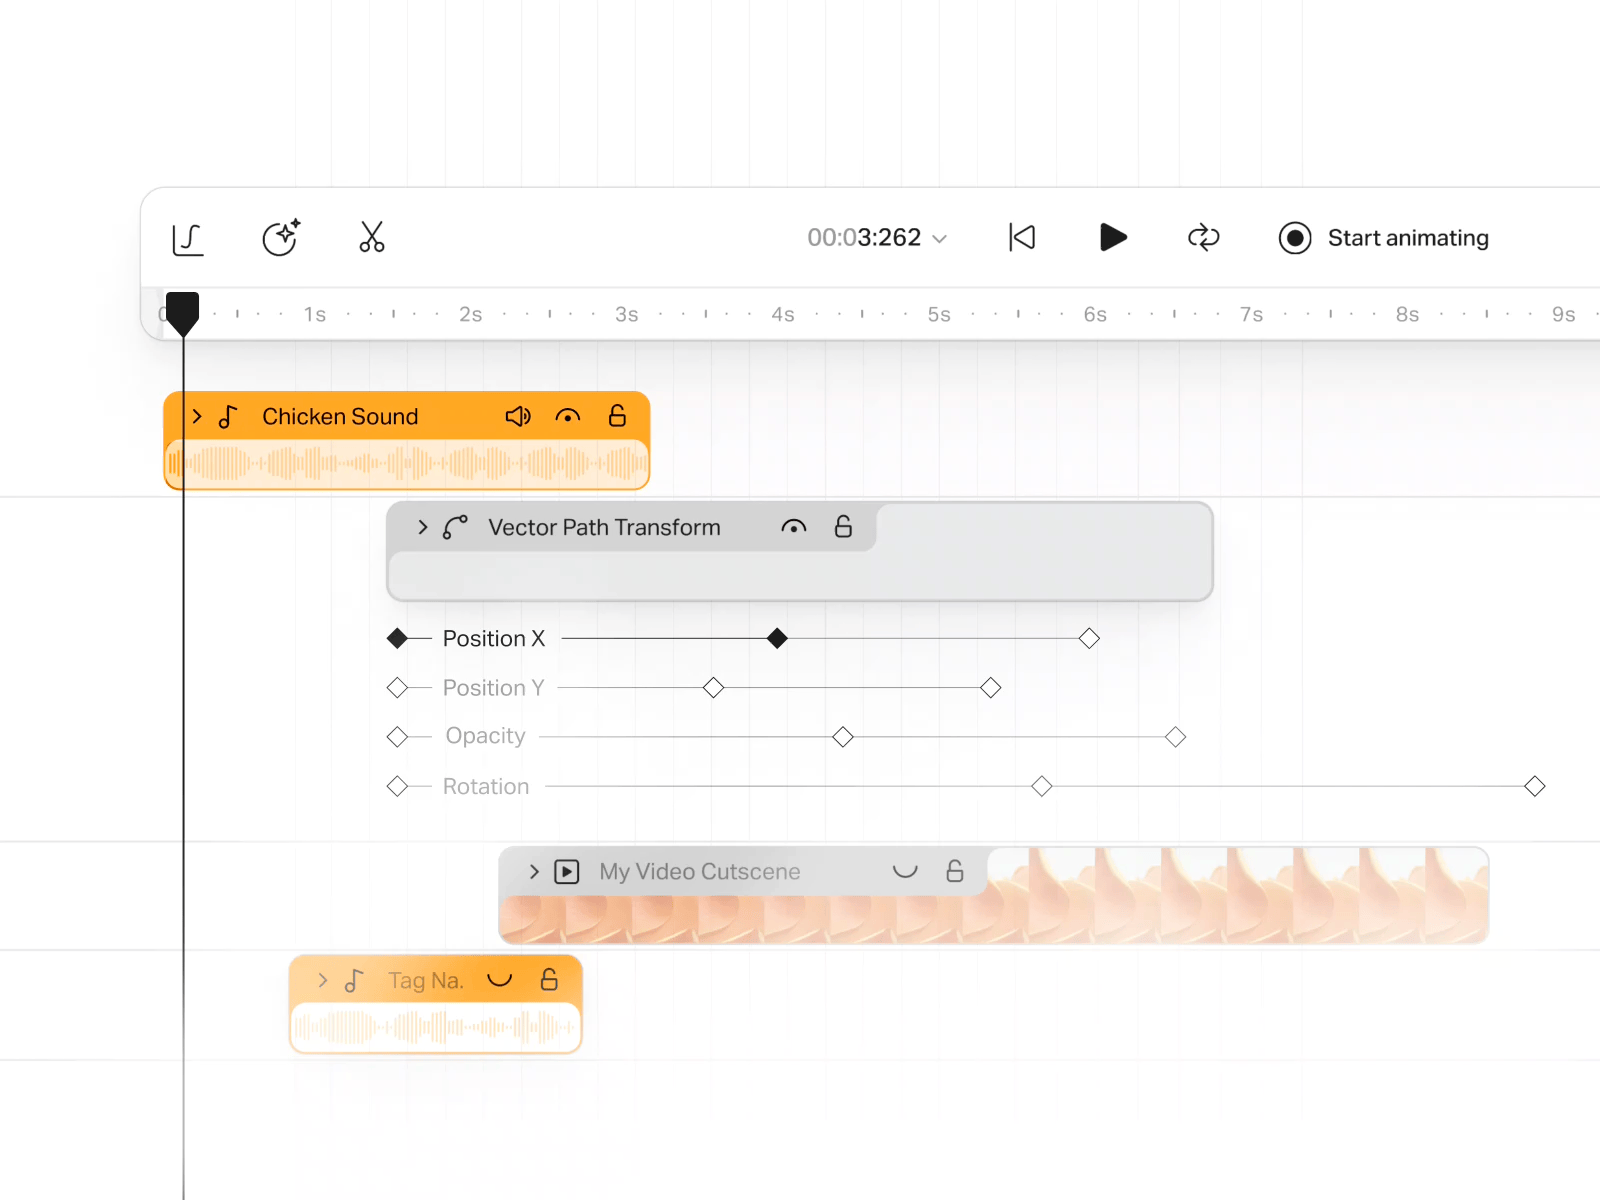 00:03:262
Start animating
1s 2s 3s 4s 5s 6s 7s 8s 9s
Chicken Sound
Vector Path Transform
Position X
Position Y
Opacity
Rotation
My Video Cutscene
Tag Na.